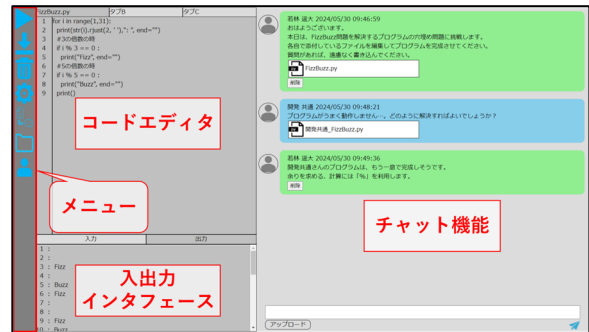 FizzBuzz.py タブB タブC
1 for i in range(1,31):
2 print(str(i).rjust(2, ' '),": ", end="")
3 #3の倍数の時
4 if i % 3 == 0 :
5 print("Fizz", end="")
6 #5の倍数の時
7 if i % 5 == 0 :
8 print("Buzz", end="")
9 print()
コードエディタ
メニュー
入力 出力
1 :
2 :
3 : Fizz
4 :
5 : Buzz
6 : Fizz
7 :
8 :
9 : Fizz
10 : Buzz
入出力
インタフェース
若林 遥大 2024/05/30 09:46:59
おはようございます。
本日は、FizzBuzz問題を解決するプログラムの穴埋め問題に挑戦します。
各自で添付しているファイルを編集してプログラムを完成させてください。
質問があれば、遠慮なく書き込んでください。
FizzBuzz.py
削除
開発 共通 2024/05/30 09:48:21
プログラムがうまく動作しません…。どのように解決すればよいでしょうか？
開発共通_FizzBuzz.py
若林 遥大 2024/05/30 09:49:36
開発共通さんのプログラムは、もう一息で完成しそうです。
余りを求める、計算には「%」を利用します。
削除
チャット機能
アップロード